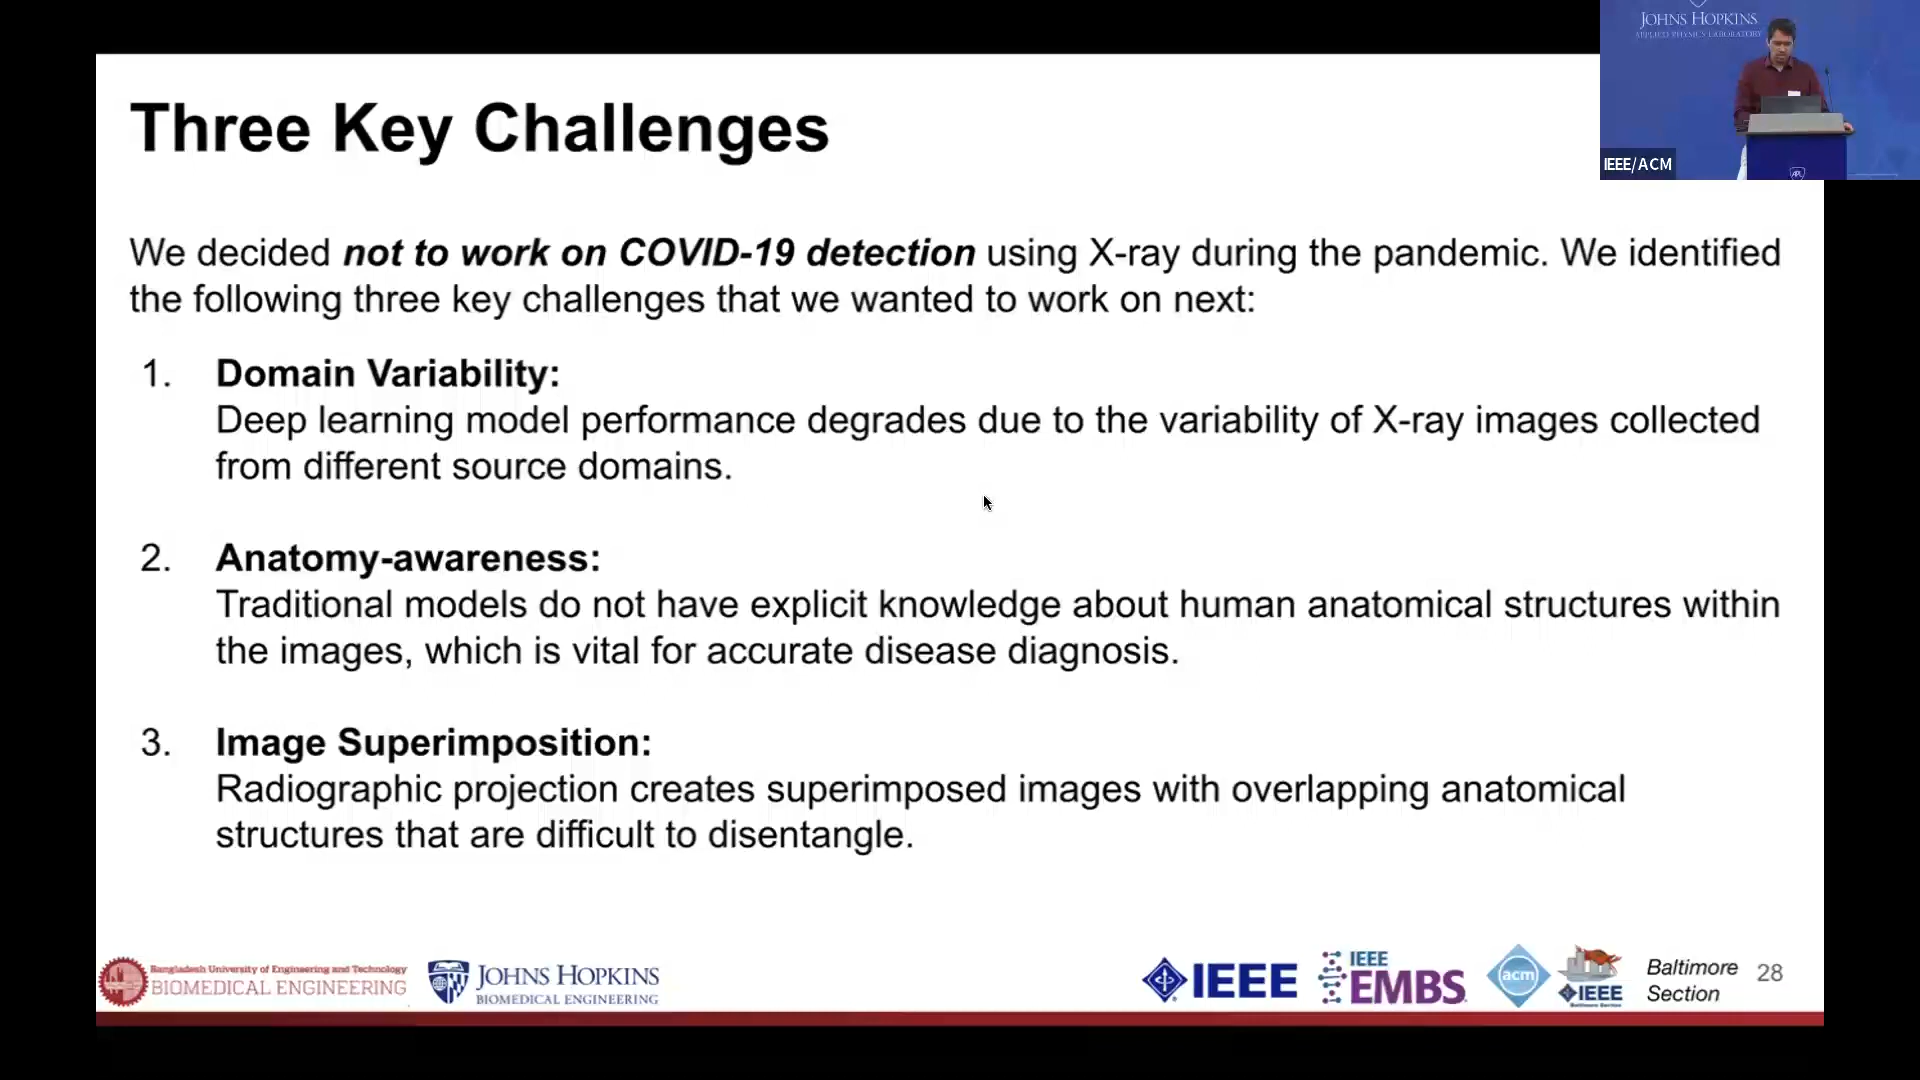 JOHNS HOPKINS
APPLIED PHYSICS LABORATORY
IEEE/ACM
APL
Three Key Challenges
We decided not to work on COVID-19 detection using X-ray during the pandemic. We identified
the following three key challenges that we wanted to work on next:
1. Domain Variability:
Deep learning model performance degrades due to the variability of X-ray images collected
from different source domains.
2. Anatomy-awareness:
Traditional models do not have explicit knowledge about human anatomical structures within
the images, which is vital for accurate disease diagnosis.
3. Image Superimposition:
Radiographic projection creates superimposed images with overlapping anatomical
structures that are difficult to disentangle.
Bangladesh University of Engineering and Technology
BIOMEDICAL ENGINEERING
JOHNS HOPKINS
BIOMEDICAL ENGINEERING
IEEE
IEEE
EMBS
acm
IEEE
Baltimore Section
Baltimore
Section
28